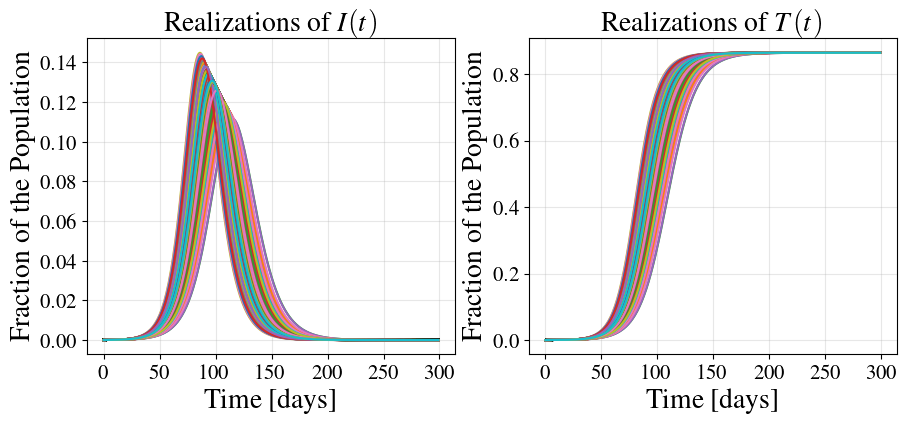 Realizations of I(t)
Fraction of the Population
0.14
0.12
0.10
0.08
0.06
0.04
0.02
0.00
0 50 100 150 200 250 300
Time [days]
Realizations of T(t)
Fraction of the Population
0.8
0.6
0.4
0.2
0.0
0 50 100 150 200 250 300
Time [days]